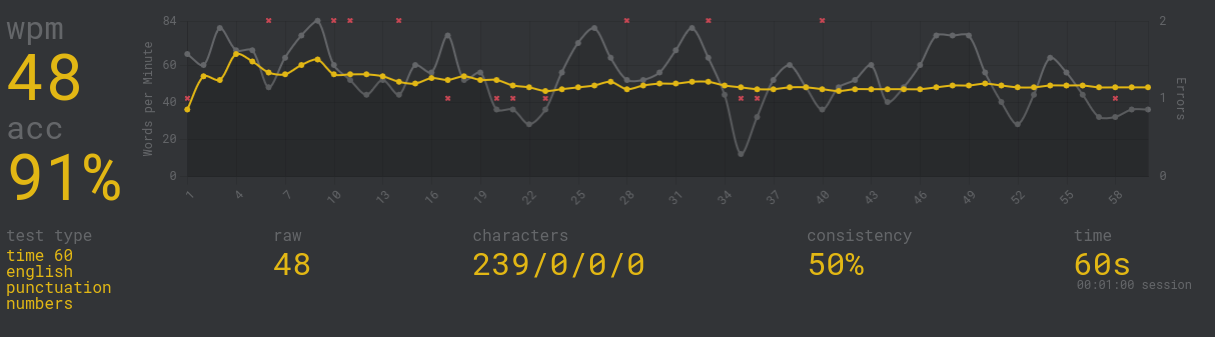 wpm
48
acc
91%
84
60
40
20
0
Words per Minute
2
1
0
Errors
1 4 7 10 13 16 19 22 25 28 31 34 37 40 43 46 49 52 55 58
test type
time 60
english
punctuation
numbers
raw
48
characters
239/0/0/0
consistency
50%
time
60s
00:01:00 session